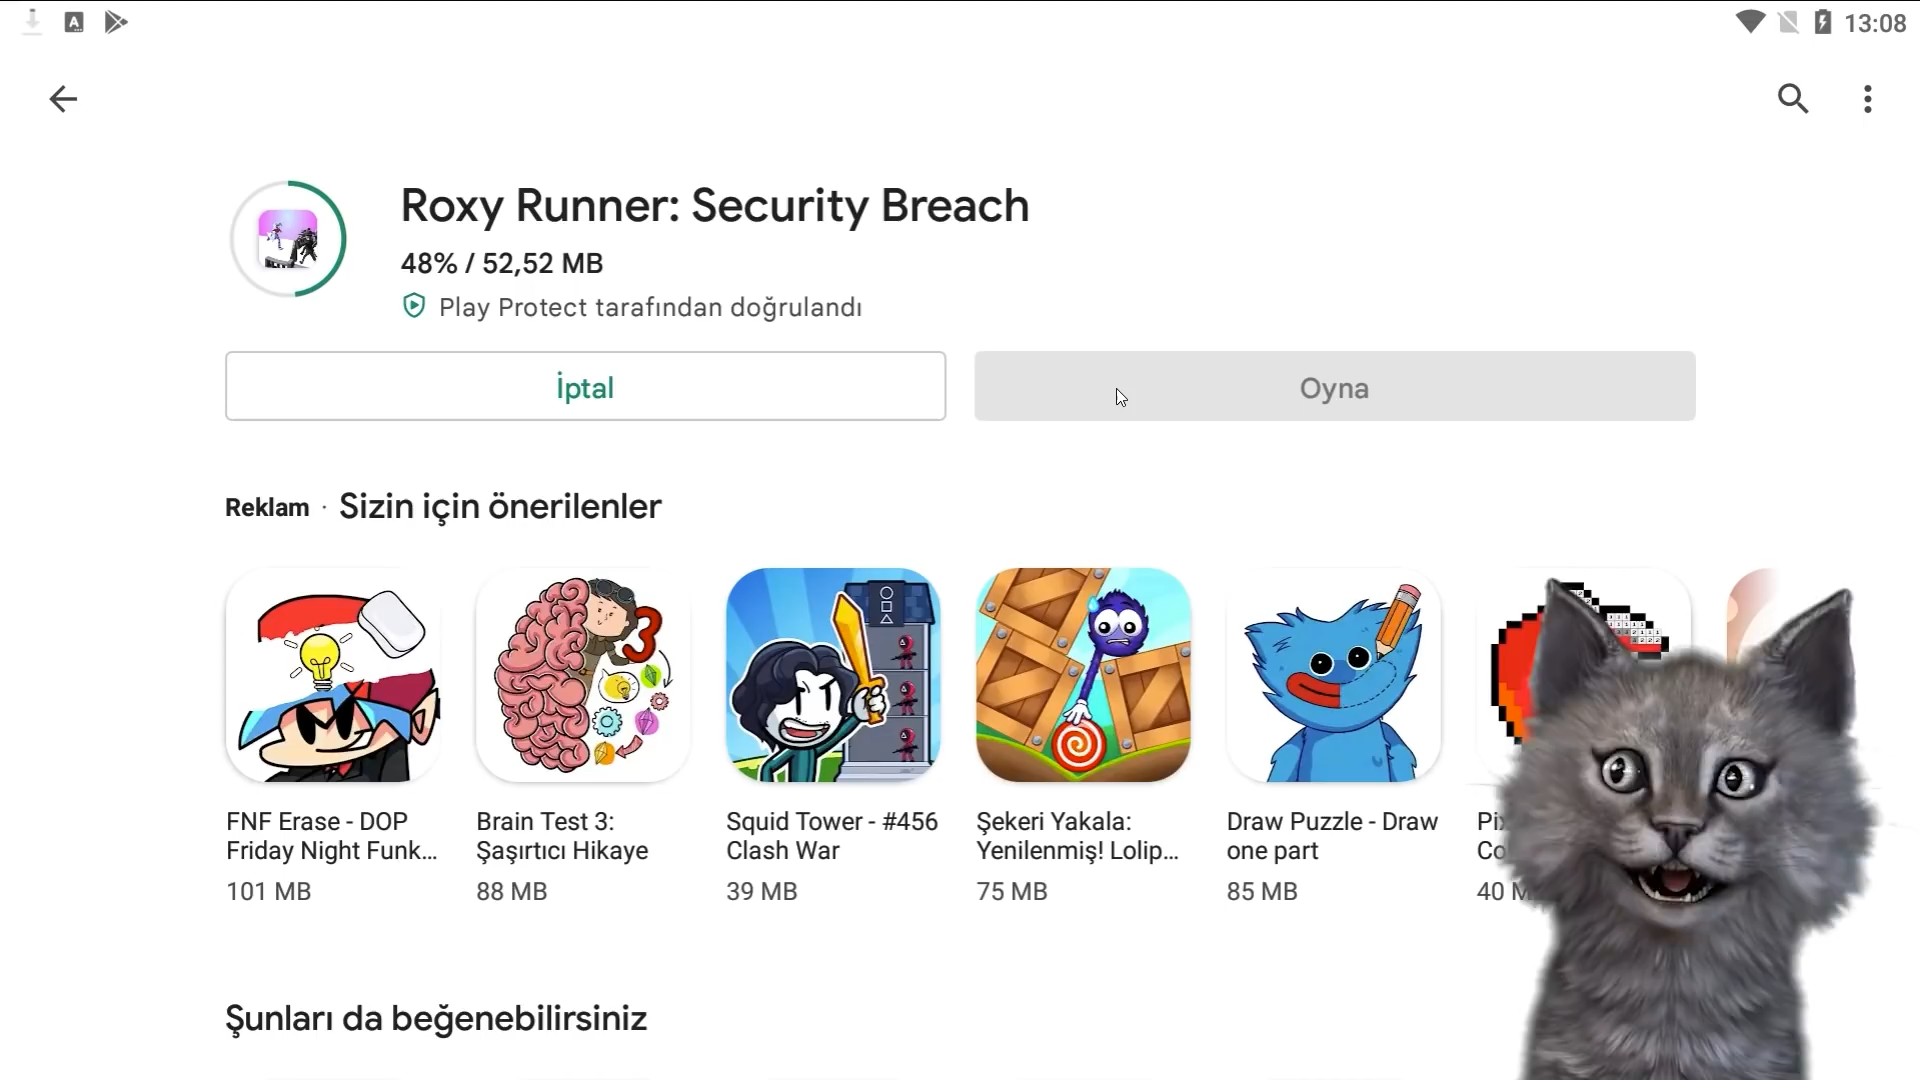 13:08
Roxy Runner: Security Breach
48% / 52,52 MB
Play Protect tarafından doğrulandı
İptal
Oyna
Reklam · Sizin için önerilenler
FNF Erase - DOP
Friday Night Funk...
101 MB
Brain Test 3:
Şaşırtıcı Hikaye
88 MB
Squid Tower - #456
Clash War
39 MB
Şekeri Yakala:
Yenilenmiş! Lolip...
75 MB
Draw Puzzle - Draw
one part
85 MB
40
Şunları da beğenebilirsiniz